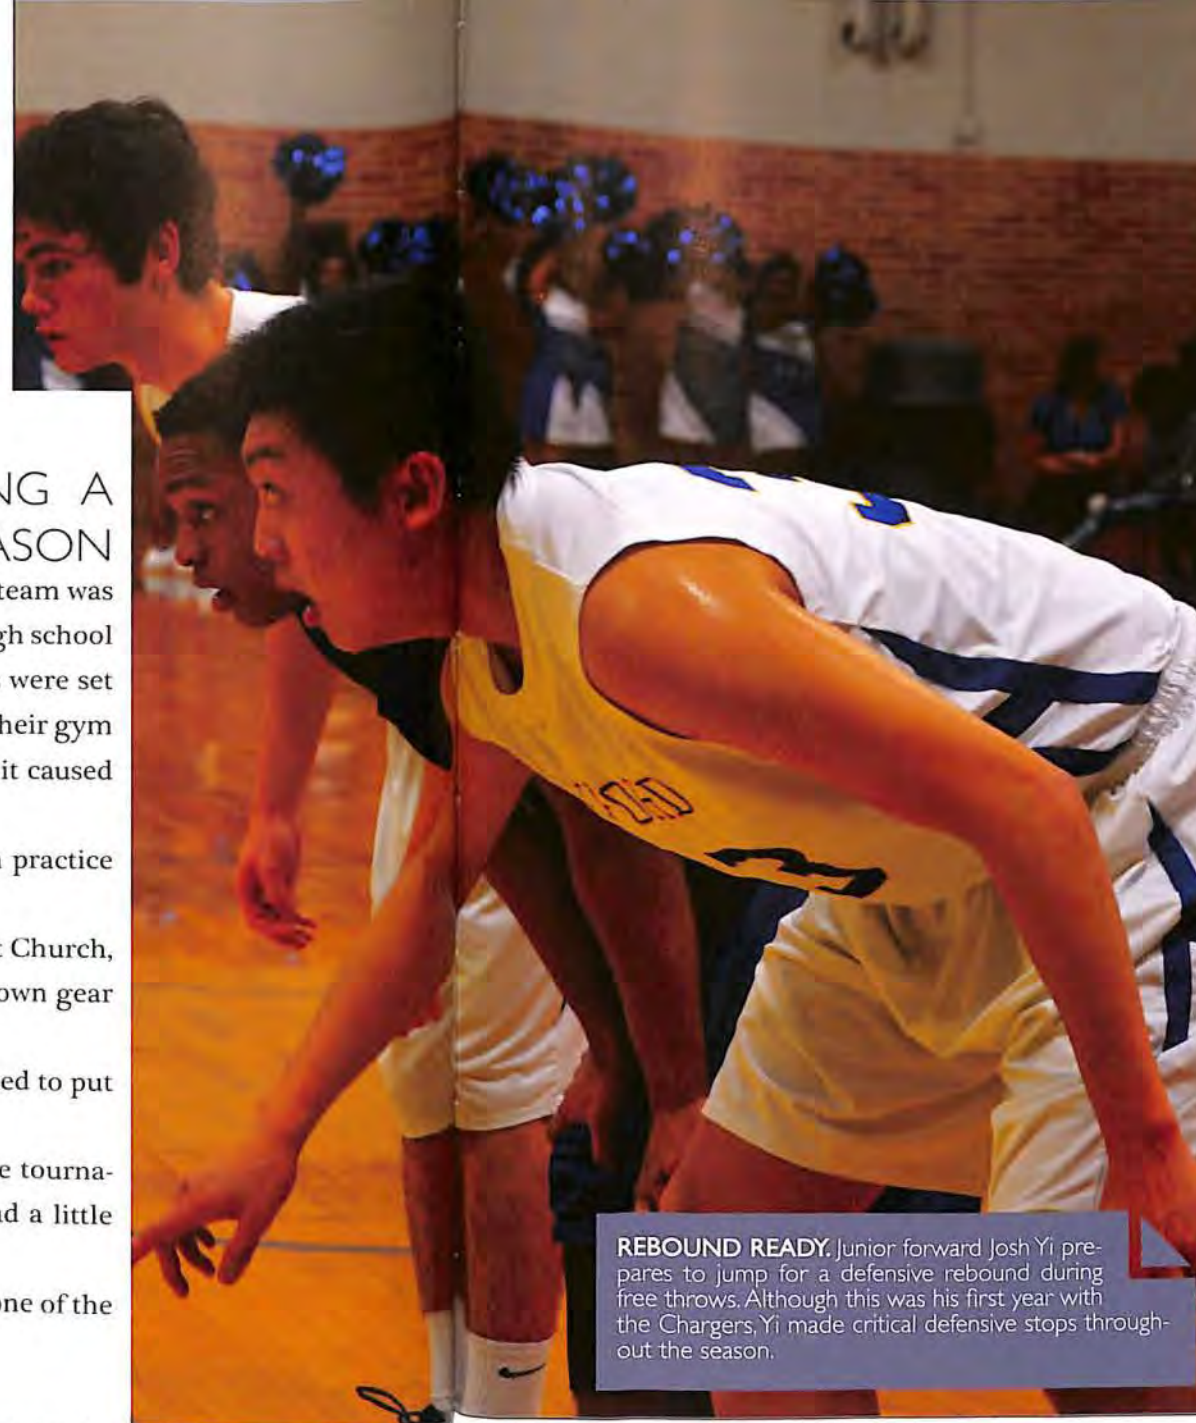 NG A
ASON
team was
gh school
were set
heir gym
it caused
practice
Church,
own gear
ed to put
e tourna-
ad a little
one of the
REBOUND READY. Junior forward Josh Yi pre-
pares to jump for a defensive rebound during
free throws. Although this was his first year with
the Chargers, Yi made critical defensive stops through-
out the season.